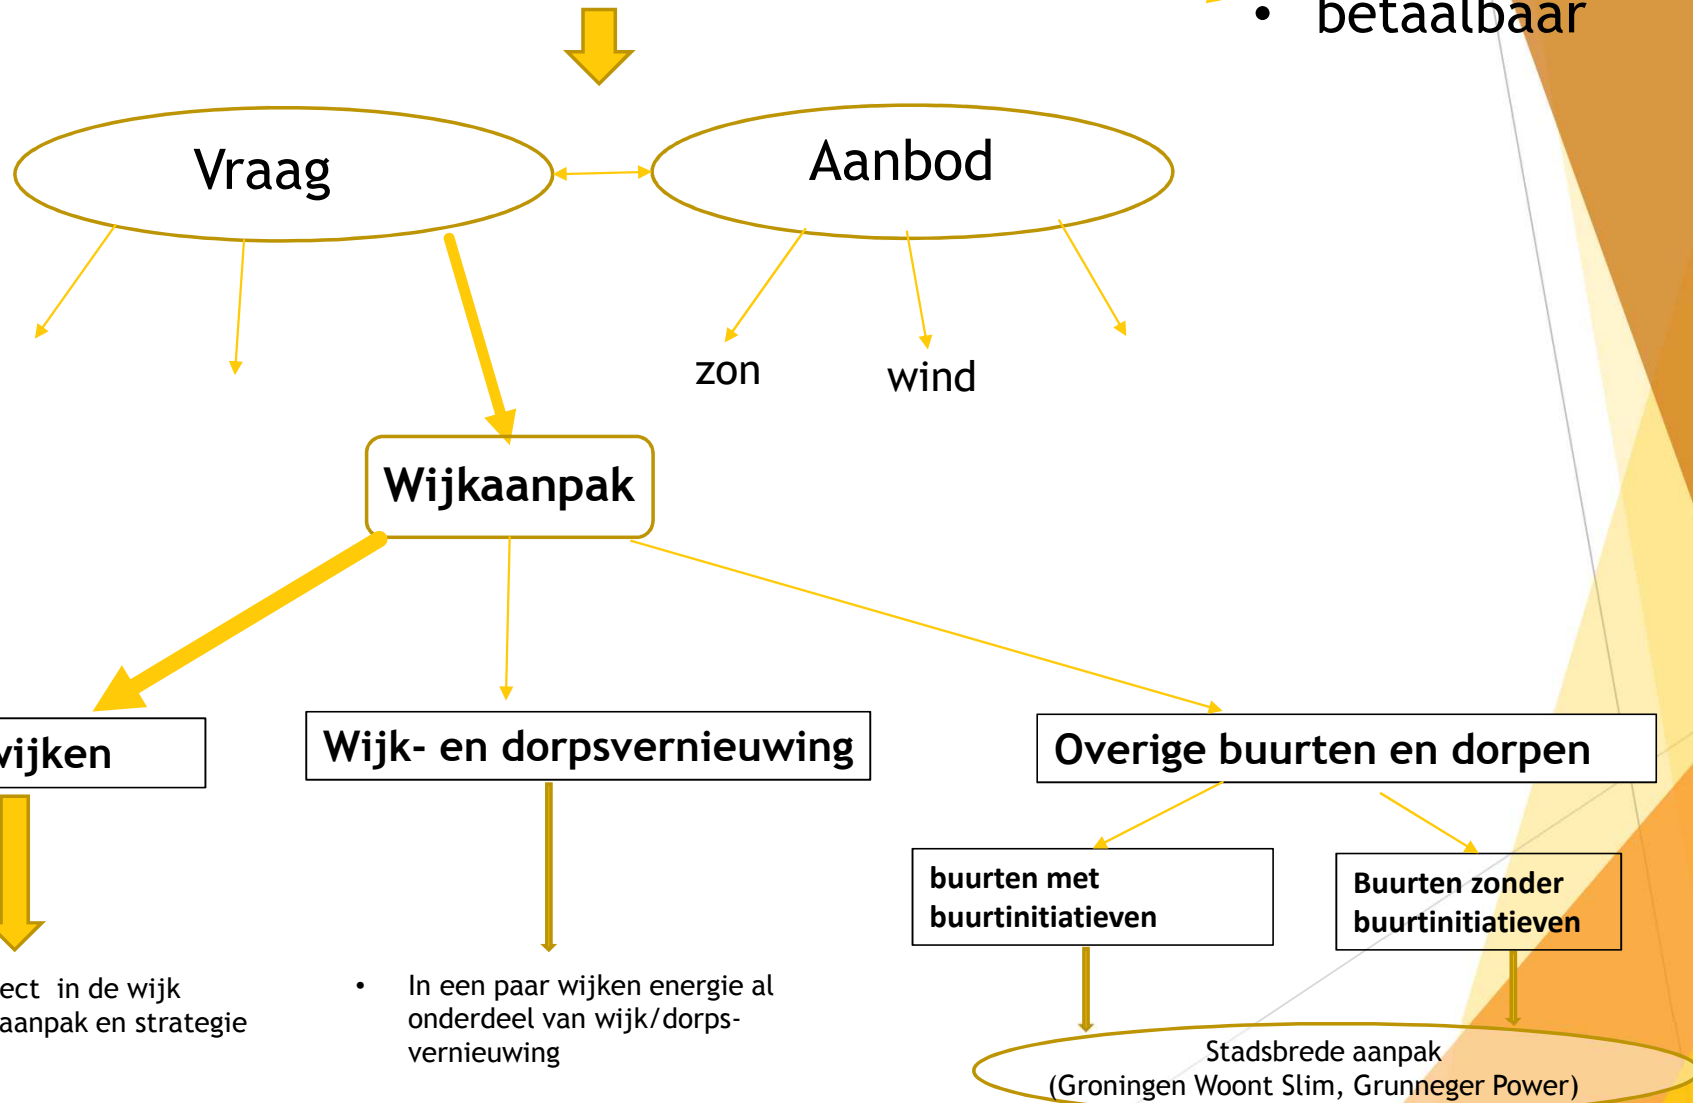 • betaalbaar
Vraag
Aanbod
zon
wind
Wijkaanpak
Wijk- en dorpsvernieuwing
Overige buurten en dorpen
buurten met
buurtinitiatieven
Buurten zonder
buurtinitiatieven
in de wijk
aanpak en strategie
• In een paar wijken energie al
onderdeel van wijk/dorps-
vernieuwing
Stadsbrede aanpak
(Groningen Woont Slim, Grunneger Power)